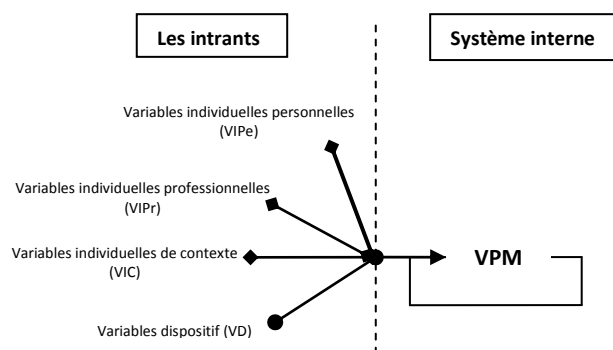 Les intrants
Système interne
Variables individuelles personnelles
(VIPe)
Variables individuelles professionnelles
(VIPr)
Variables individuelles de contexte
(VIC)
VPM
Variables dispositif (VD)